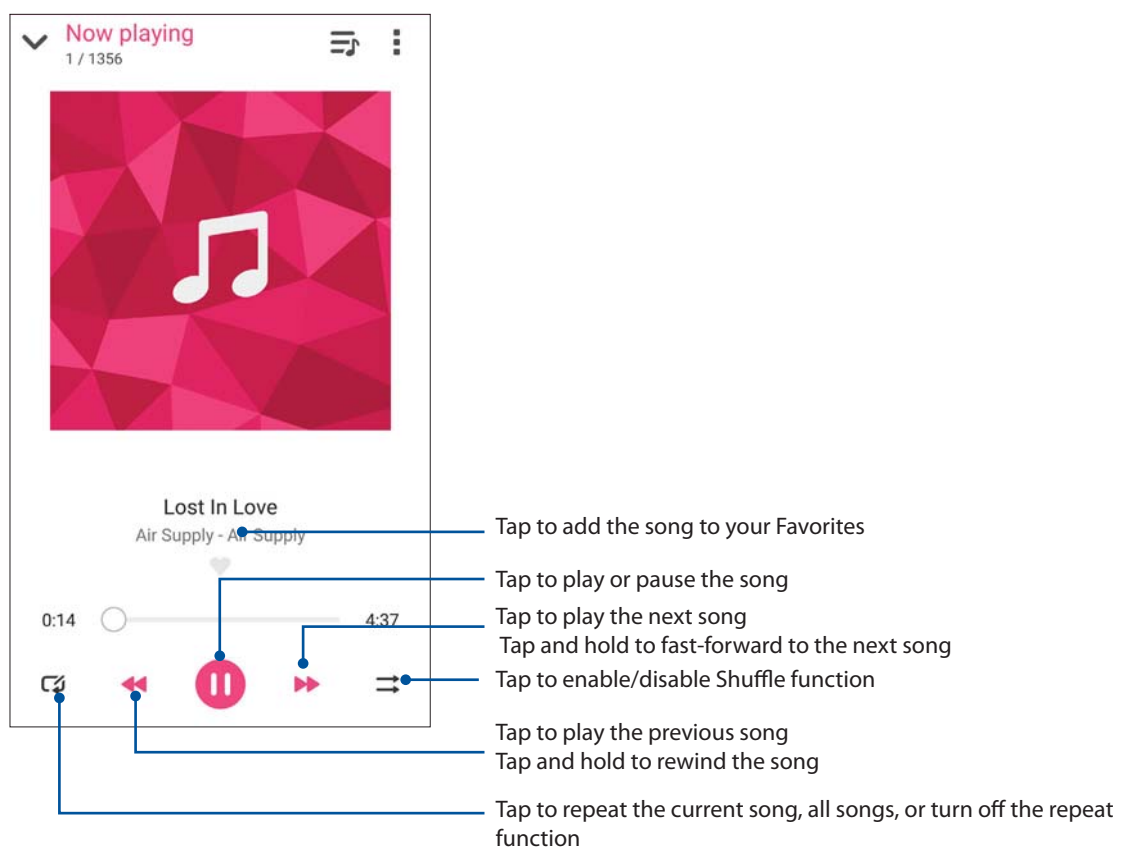 Now playing
1 / 1356
Lost In Love
Air Supply - Air Supply
Tap to add the song to your Favorites
Tap to play or pause the song
0:14
4:37
Tap to play the next song
Tap and hold to fast-forward to the next song
Tap to enable/disable Shuffle function
Tap to play the previous song
Tap and hold to rewind the song
Tap to repeat the current song, all songs, or turn off the repeat
function